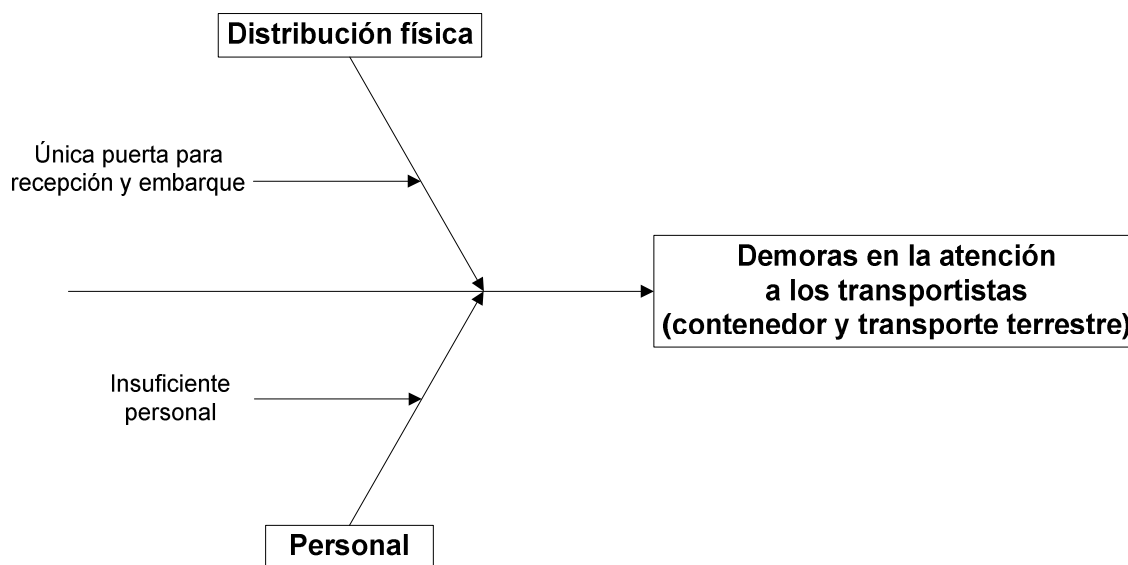 Distribución física
Única puerta para
recepción y embarque
Demoras en la atención
a los transportistas
(contenedor y transporte terrestre)
Insuficiente
personal
Personal